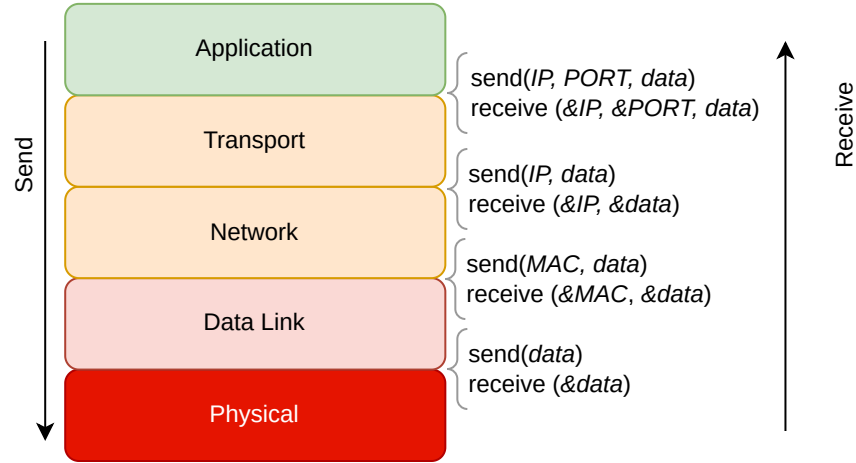 Application
send(IP, PORT, data)
receive (&IP, &PORT, data)
Transport
send(IP, data)
receive (&IP, &data)
Network
send(MAC, data)
receive (&MAC, &data)
Data Link
send(data)
receive (&data)
Physical
Send
Receive